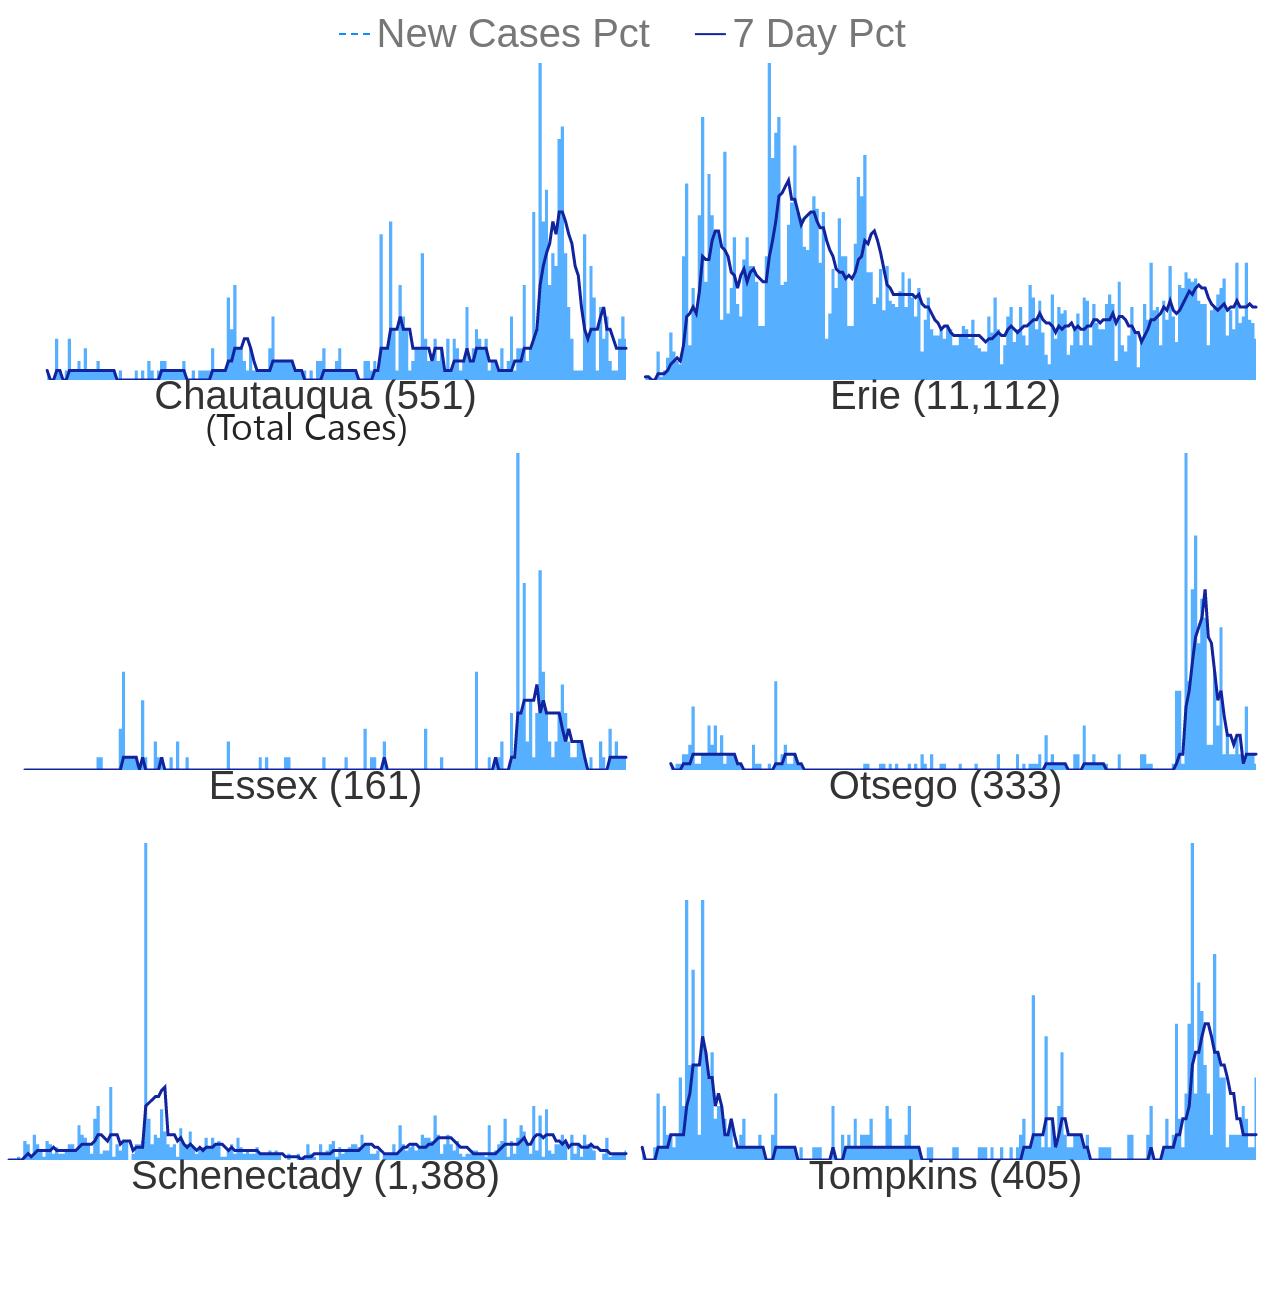 New Cases Pct 7 Day Pct
Chautauqua (551) Erie (11,112)
(Total Cases)
Essex (161) Otsego (333)
Schenectady (1,388) Tompkins (405)